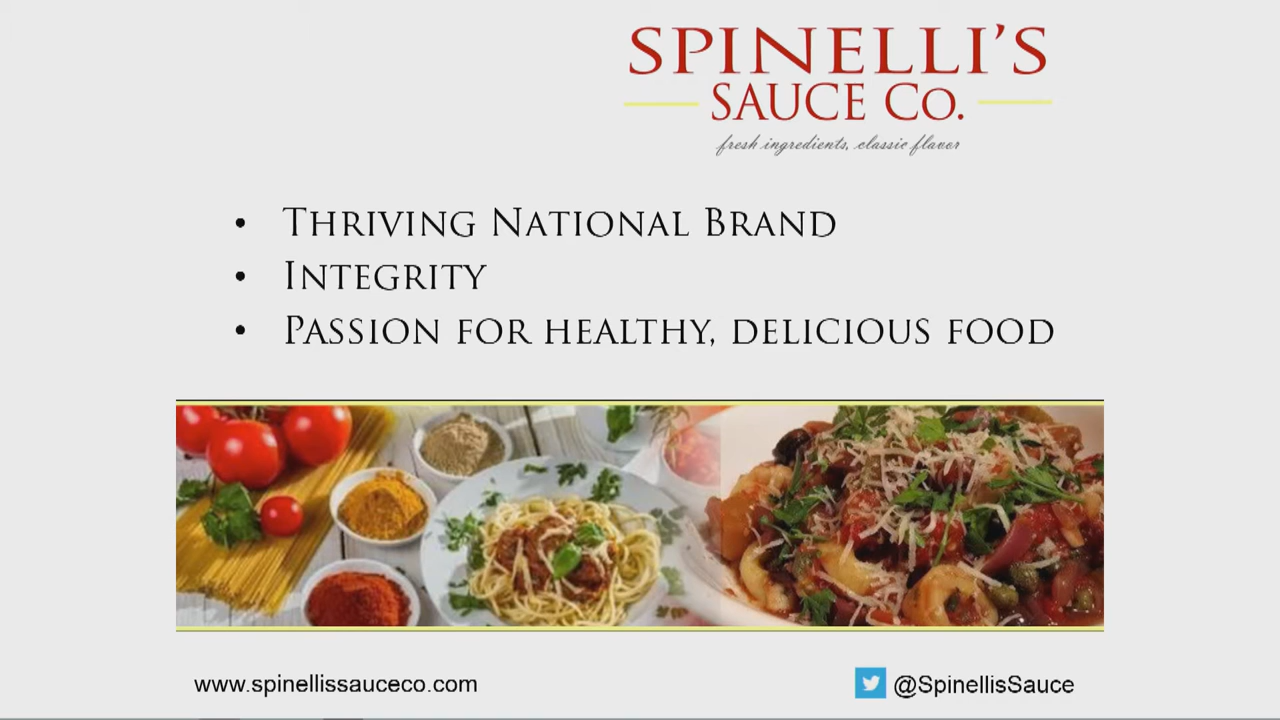 SPINELLI'S
SAUCE CO.
fresh ingredients, classic flavor
• THRIVING NATIONAL BRAND
• INTEGRITY
• PASSION FOR HEALTHY, DELICIOUS FOOD
www.spinellissauceco.com
@SpinellisSauce